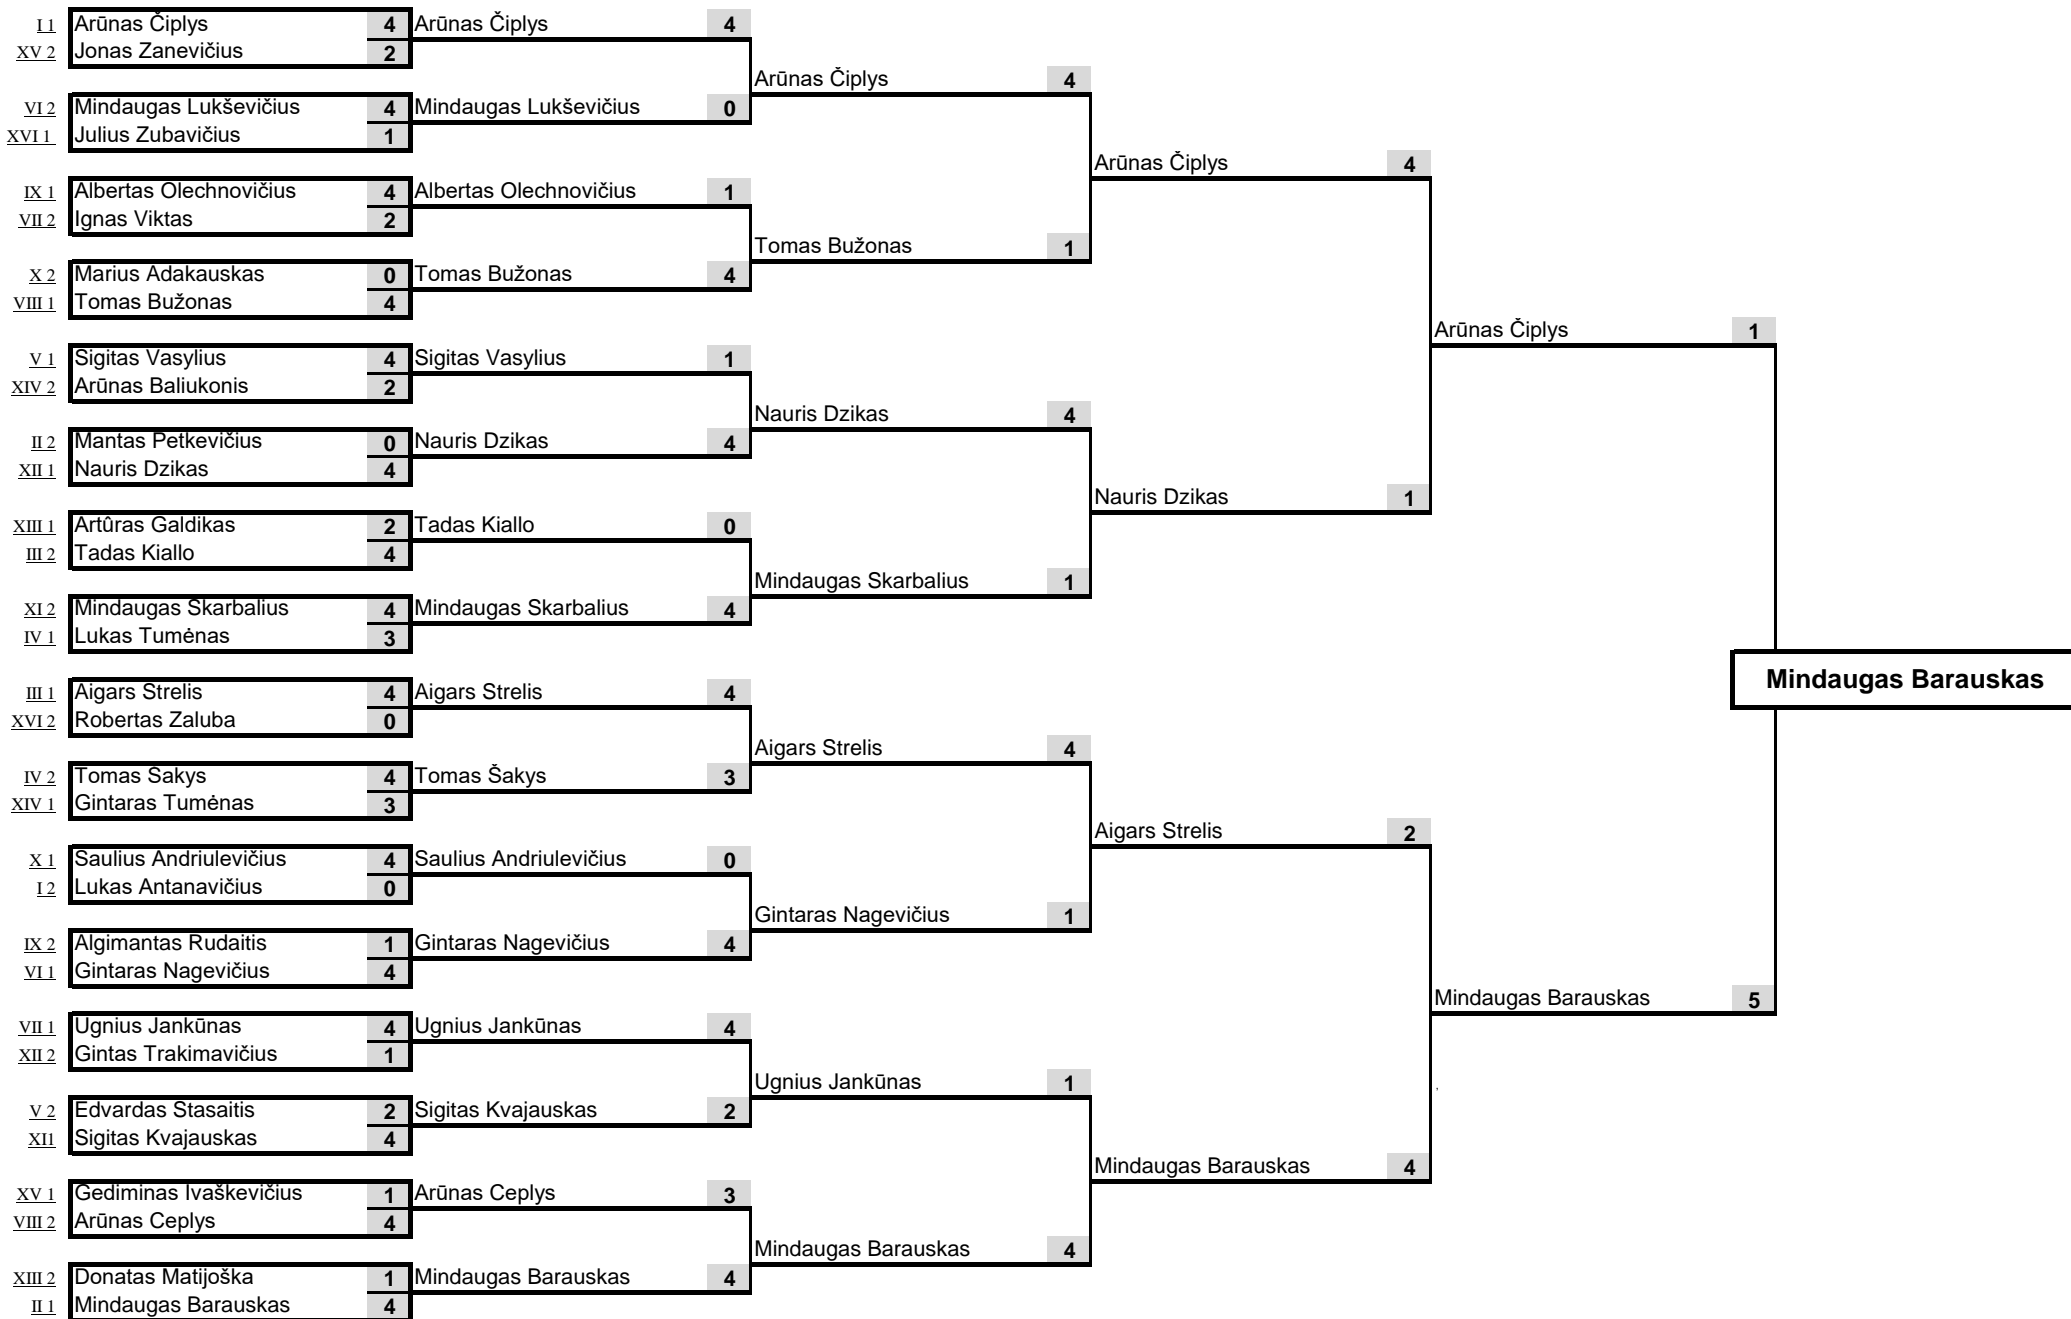 I 1 Arūnas Čiplys 4 Arūnas Čiplys 4
XV 2 Jonas Zanevičius 2
Arūnas Čiplys 4
VI 2 Mindaugas Lukševičius 4 Mindaugas Lukševičius 0
XVI 1 Julius Zubavičius 1
Arūnas Čiplys 4
IX 1 Albertas Olechnovičius 4 Albertas Olechnovičius 1
VII 2 Ignas Viktas 2
Tomas Bužonas 1
X 2 Marius Adakauskas 0 Tomas Bužonas 4
VIII 1 Tomas Bužonas 4
Arūnas Čiplys 1
V 1 Sigitas Vasylius 4 Sigitas Vasylius 1
XIV 2 Arūnas Baliukonis 2
Nauris Dzikas 4
II 2 Mantas Petkevičius 0 Nauris Dzikas 4
XII 1 Nauris Dzikas 4
Nauris Dzikas 1
XIII 1 Artûras Galdikas 2 Tadas Kiallo 0
III 2 Tadas Kiallo 4
Mindaugas Skarbalius 1
XI 2 Mindaugas Skarbalius 4 Mindaugas Skarbalius 4
IV 1 Lukas Tumėnas 3
Mindaugas Barauskas
III 1 Aigars Strelis 4 Aigars Strelis 4
XVI 2 Robertas Zaluba 0
Aigars Strelis 4
IV 2 Tomas Šakys 4 Tomas Šakys 3
XIV 1 Gintaras Tumėnas 3
Aigars Strelis 2
X 1 Saulius Andriulevičius 4 Saulius Andriulevičius 0
I 2 Lukas Antanavičius 0
Gintaras Nagevičius 1
IX 2 Algimantas Rudaitis 1 Gintaras Nagevičius 4
VI 1 Gintaras Nagevičius 4
Mindaugas Barauskas 5
VII 1 Ugnius Jankūnas 4 Ugnius Jankūnas 4
XII 2 Gintas Trakimavičius 1
Ugnius Jankūnas 1
V 2 Edvardas Stasaitis 2 Sigitas Kvajauskas 2
XI1 Sigitas Kvajauskas 4
Mindaugas Barauskas 4
XV 1 Gediminas Ivaškevičius 1 Arūnas Ceplys 3
VIII 2 Arūnas Ceplys 4
Mindaugas Barauskas 4
XIII 2 Donatas Matijoška 1 Mindaugas Barauskas 4
II 1 Mindaugas Barauskas 4